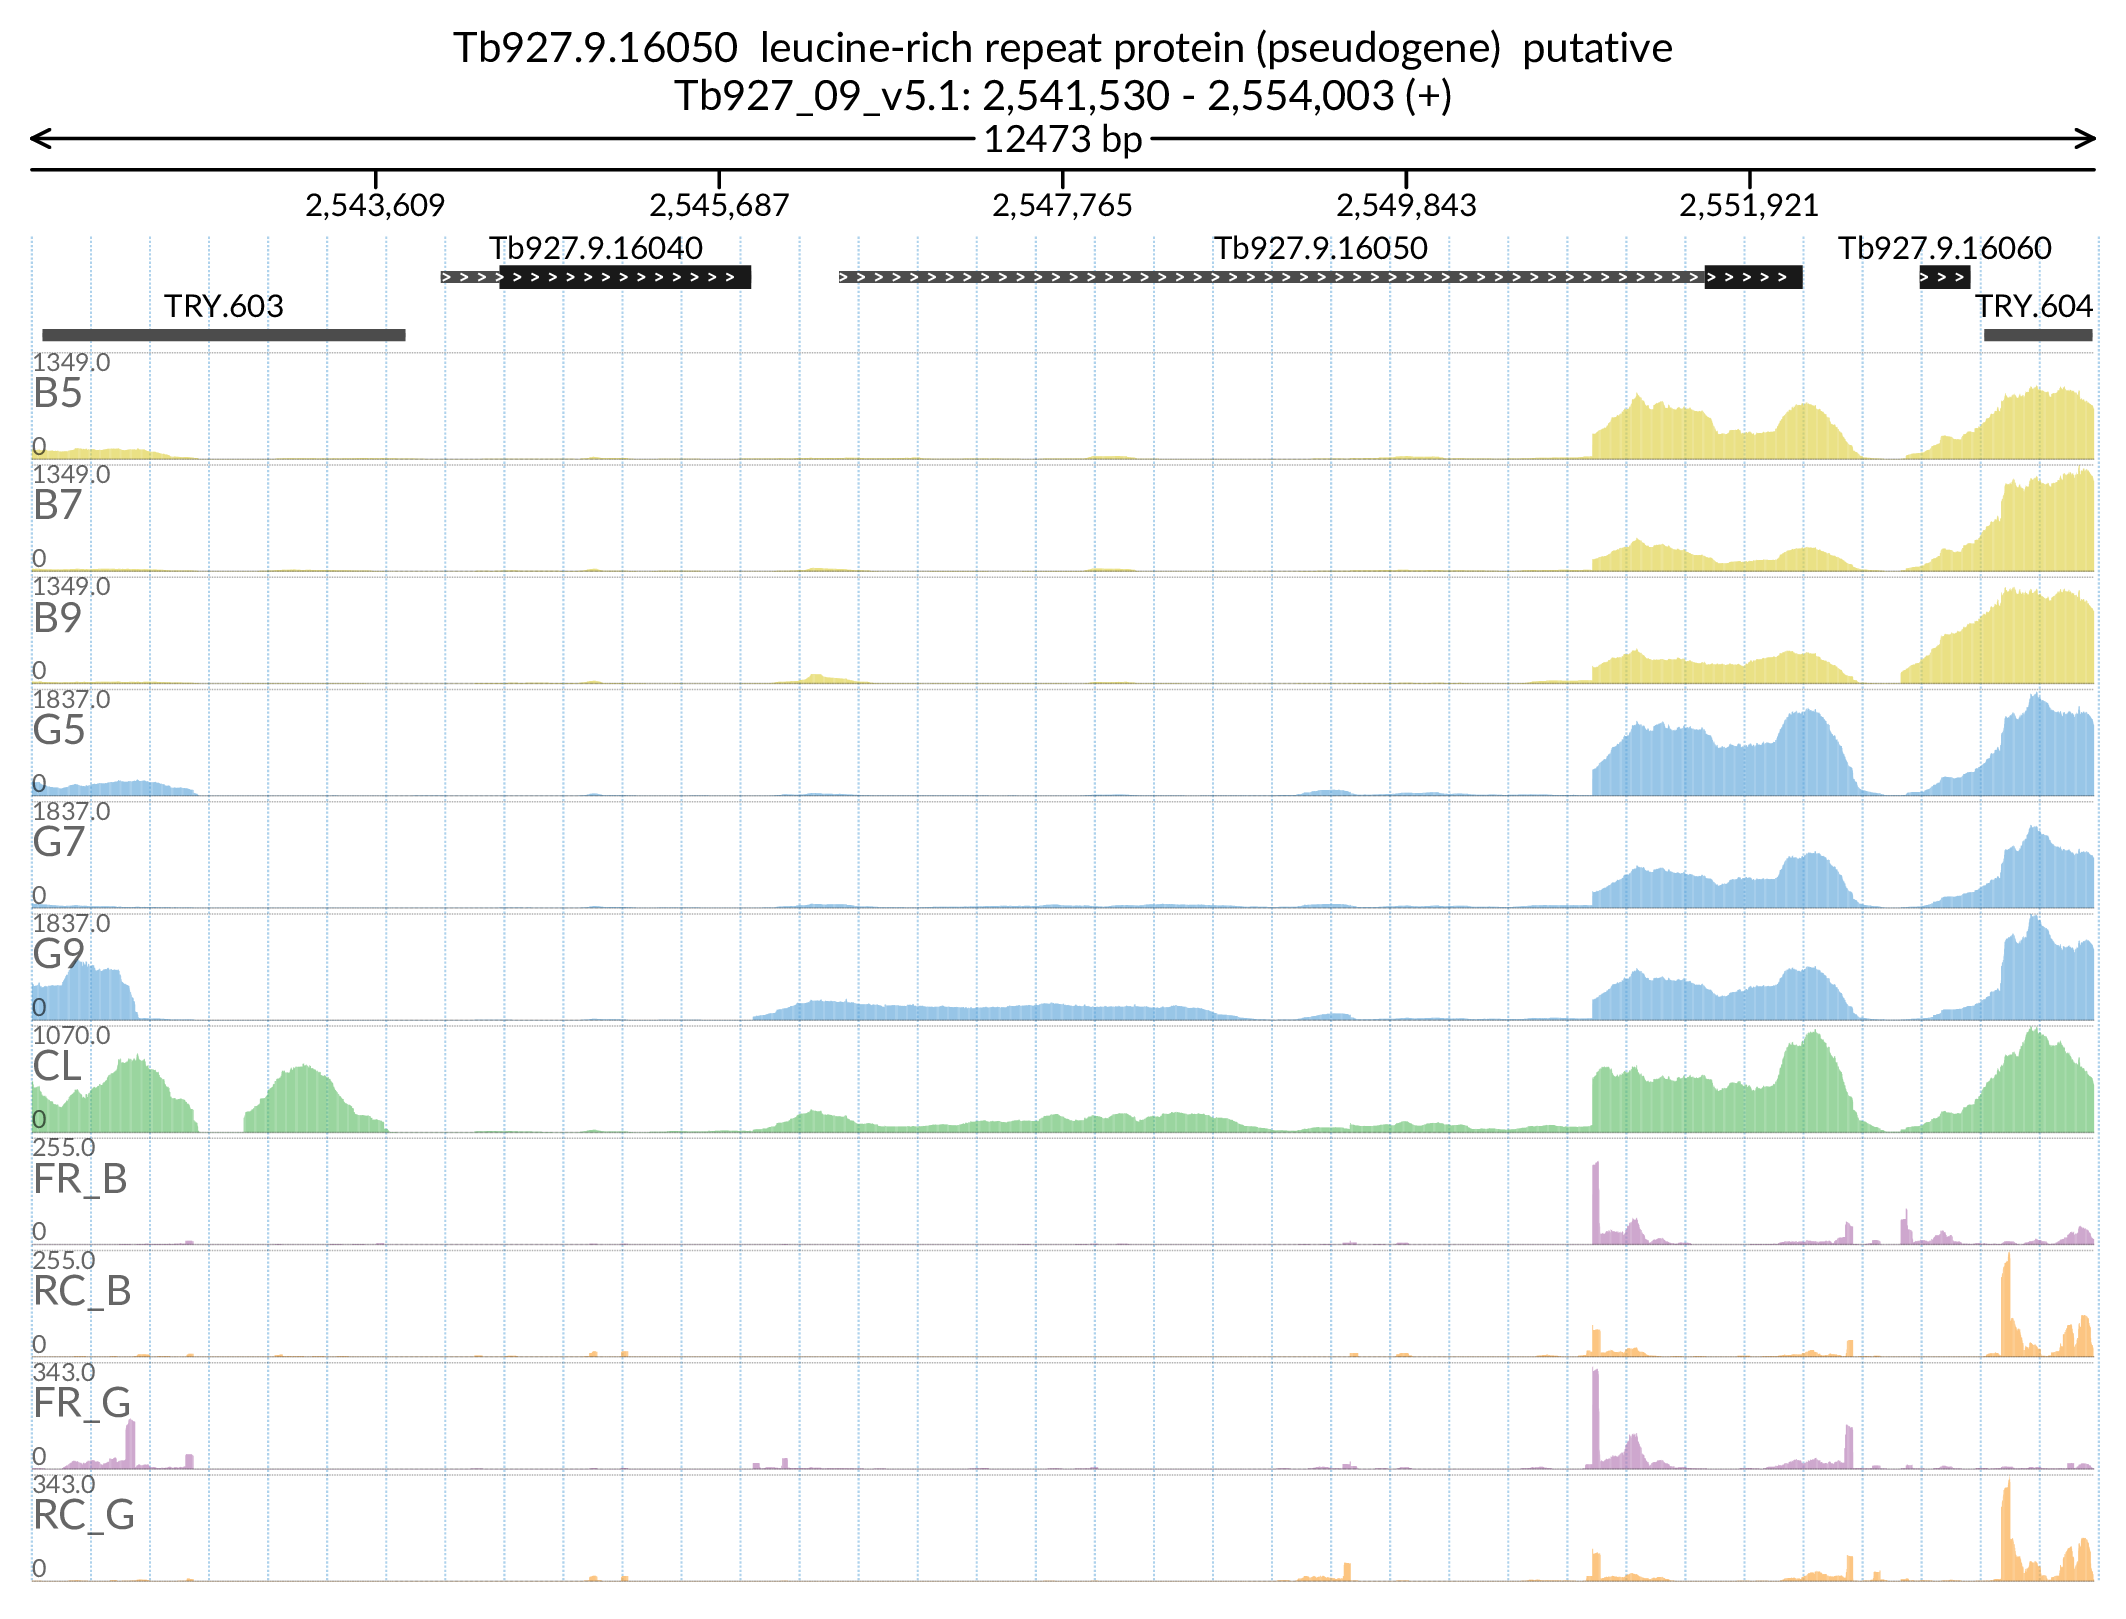 Tb927.9.16050 leucine-rich repeat protein (pseudogene) putative
Tb927_09_v5.1: 2,541,530 - 2,554,003 (+)
12473 bp
2,543,609 2,545,687 2,547,765 2,549,843 2,551,921
Tb927.9.16040 Tb927.9.16050 Tb927.9.16060
TRY.603 TRY.604
1349.0
B5
0
1349.0
B7
0
1349.0
B9
0
1837.0
G5
0
1837.0
G7
0
1837.0
G9
0
1070.0
CL
0
255.0
FR_B
0
255.0
RC_B
0
343.0
FR_G
0
343.0
RC_G
0